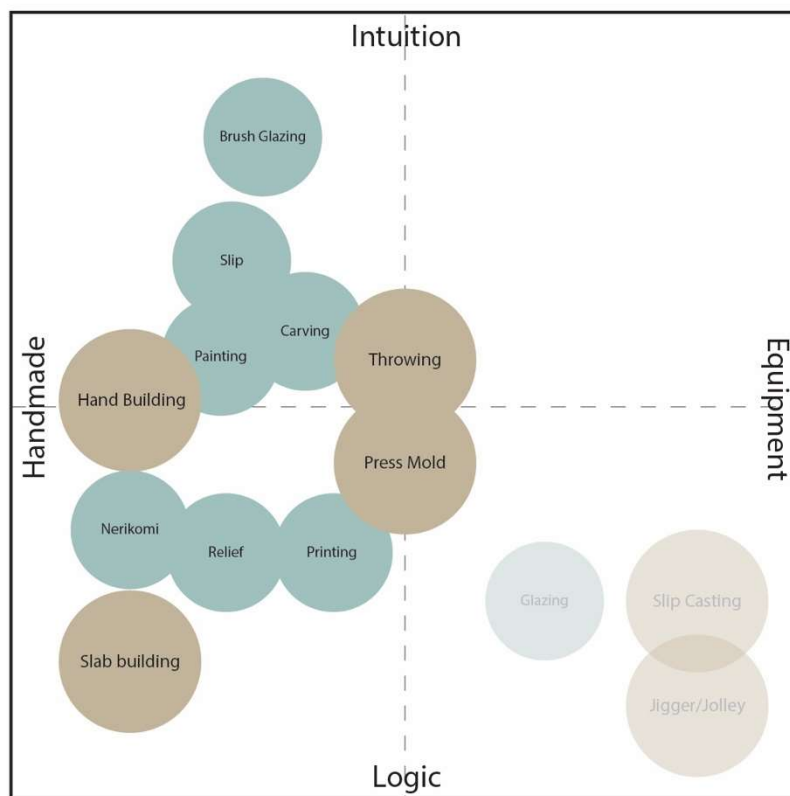 Intuition
Brush Glazing
Slip
Carving
Painting
Throwing
Handmade
Equipment
Hand Building
Press Mold
Nerikomi
Relief
Printing
Glazing
Slip Casting
Slab building
Jigger/Jolley
Logic